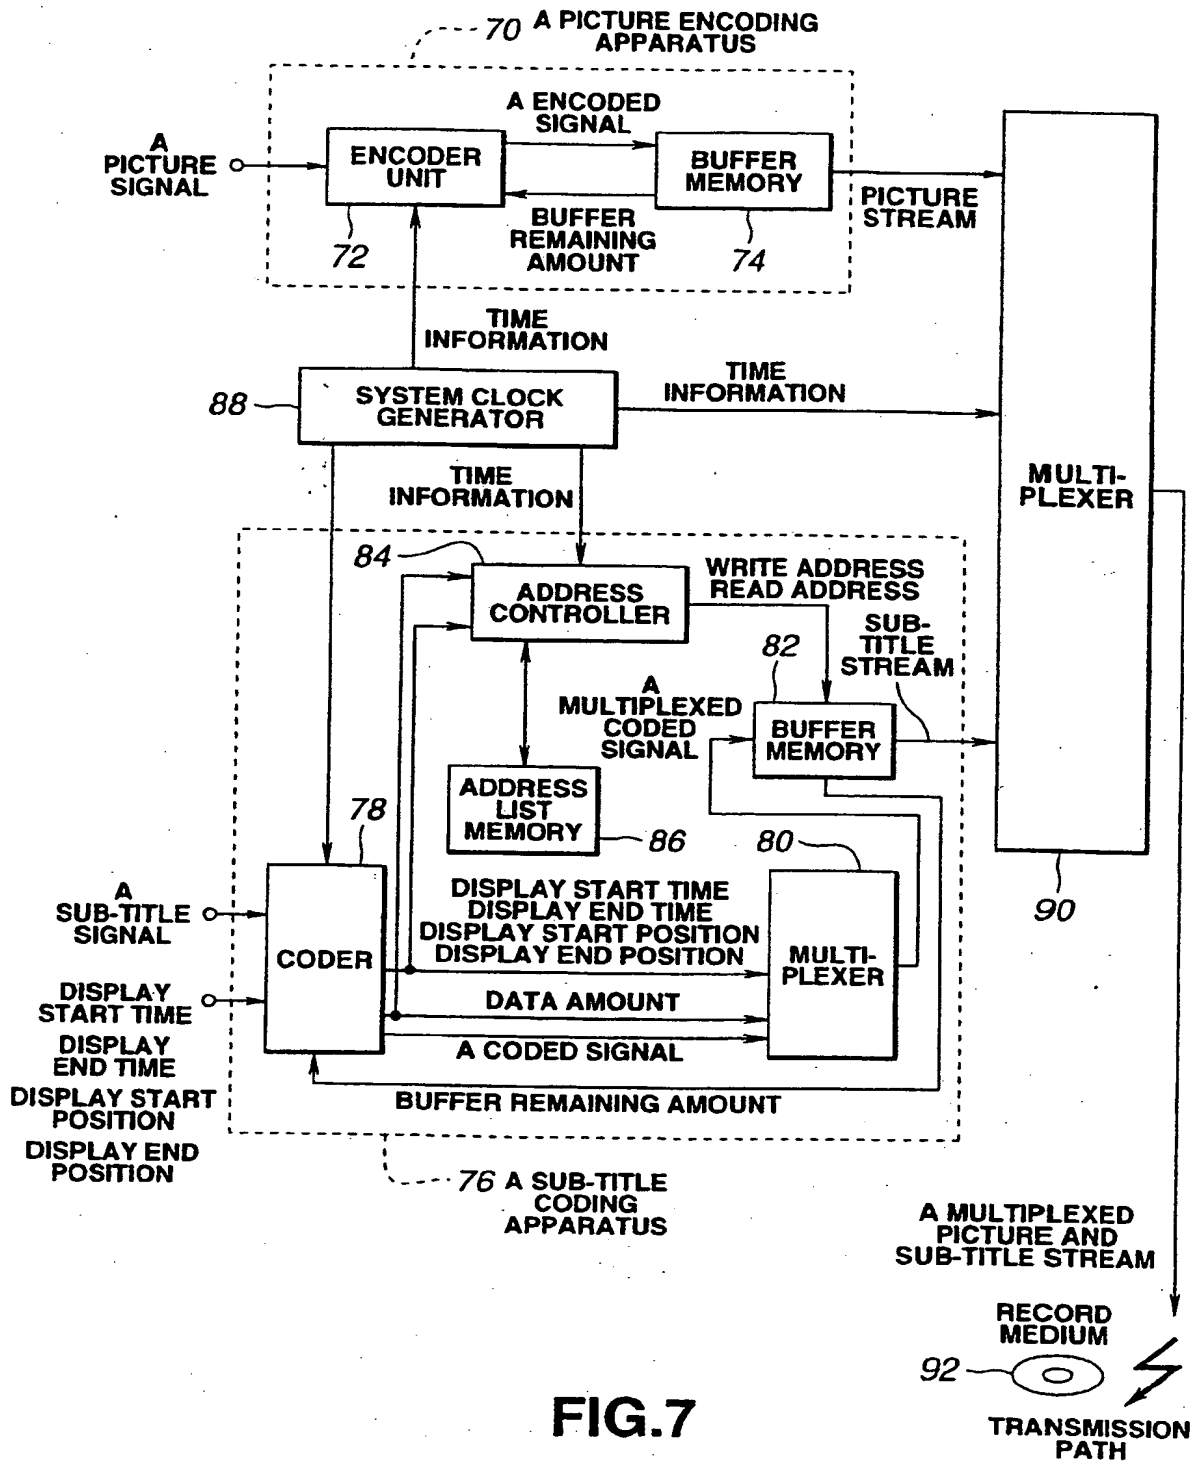 70 A PICTURE ENCODING
APPARATUS
A
PICTURE
SIGNAL
ENCODER
UNIT
72
A ENCODED
SIGNAL
BUFFER
REMAINING
AMOUNT
BUFFER
MEMORY
74
PICTURE
STREAM
TIME
INFORMATION
88
SYSTEM CLOCK
GENERATOR
TIME
INFORMATION
TIME
INFORMATION
MULTI-
PLEXER
90
84
ADDRESS
CONTROLLER
WRITE ADDRESS
READ ADDRESS
SUB-
TITLE
STREAM
82
A
MULTIPLEXED
CODED
SIGNAL
BUFFER
MEMORY
ADDRESS
LIST
MEMORY
86
78
80
A
SUB-TITLE
SIGNAL
CODER
DISPLAY START TIME
DISPLAY END TIME
DISPLAY START POSITION
DISPLAY END POSITION
MULTI-
PLEXER
DISPLAY
START TIME
DISPLAY
END TIME
DISPLAY START
POSITION
DISPLAY END
POSITION
DATA AMOUNT
A CODED SIGNAL
BUFFER REMAINING AMOUNT
76 A SUB-TITLE
CODING
APPARATUS
A MULTIPLEXED
PICTURE AND
SUB-TITLE STREAM
RECORD
MEDIUM
92
TRANSMISSION
PATH
FIG.7